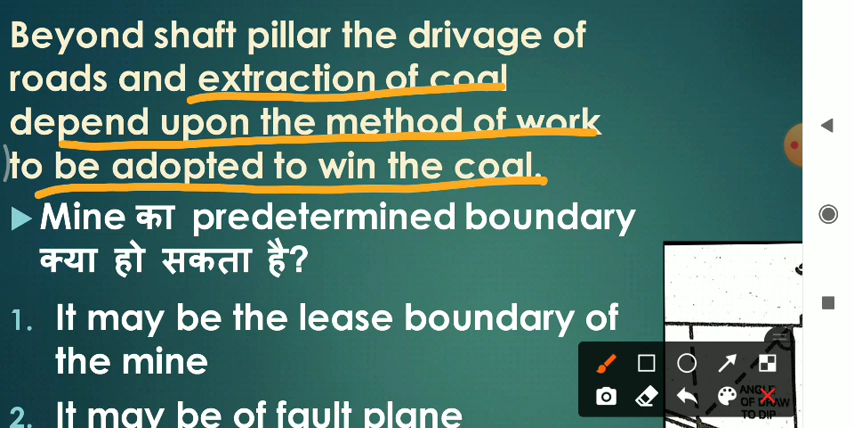 Beyond shaft pillar the drivage of
roads and extraction of coal
depend upon the method of work
to be adopted to win the coal.
Mine का predetermined boundary
क्या हो सकता है?
1. It may be the lease boundary of
the mine
2. It may be of fault plane
ANGLE
OF DRAW
TO DIP